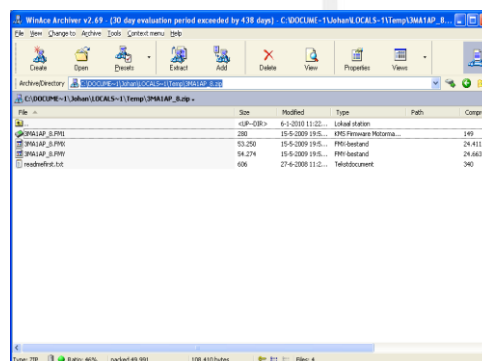 WinAce Archiver v2.69 - (30 day evaluation period exceeded by 438 days) - C:\DOCUME~1\Johan\LOCALS~1\Temp\3MA1AP_8...
File View Change to Archive Tools Context menu Help
Create Open Presets Extract Add Delete View Properties Views
Archive/Directory C:\DOCUME~1\Johan\LOCALS~1\Temp\3MA1AP_8.zip
C:\DOCUME~1\Johan\LOCALS~1\Temp\3MA1AP_8.zip
File Size Modified Type Path Compr
.. <UP-DIR> 6-1-2010 11:22... Lokaal station
3MA1AP_8.FM1 280 15-5-2009 19:5... KMS Firmware Motorma... 149
3MA1AP_8.FMX 53.250 15-5-2009 19:5... FMX-bestand 24.411
3MA1AP_8.FMY 54.274 15-5-2009 19:5... FMY-bestand 24.663
readmefirst.txt 606 27-6-2008 11:2... Tekstdocument 340
Type: ZIP Ratio: 46% packed:49.991 108.410 bytes Files: 4